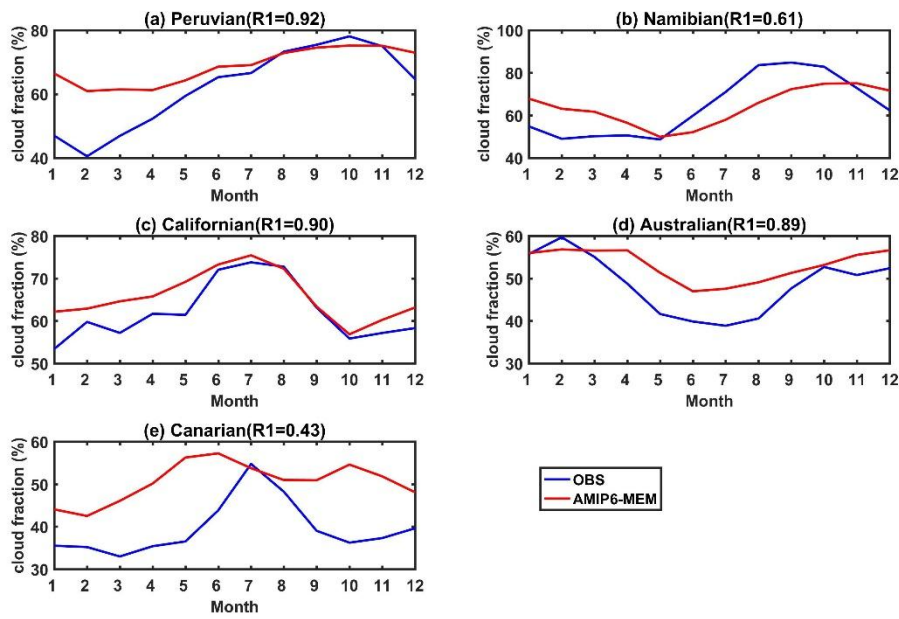 (a) Peruvian(R1=0.92)
cloud fraction (%)
80
60
40
1 2 3 4 5 6 7 8 9 10 11 12
Month
(b) Namibian(R1=0.61)
cloud fraction (%)
100
80
60
40
1 2 3 4 5 6 7 8 9 10 11 12
Month
(c) Californian(R1=0.90)
cloud fraction (%)
80
70
60
50
1 2 3 4 5 6 7 8 9 10 11 12
Month
(d) Australian(R1=0.89)
cloud fraction (%)
60
50
40
30
1 2 3 4 5 6 7 8 9 10 11 12
Month
(e) Canarian(R1=0.43)
cloud fraction (%)
60
50
40
30
1 2 3 4 5 6 7 8 9 10 11 12
Month
OBS
AMIP6-MEM